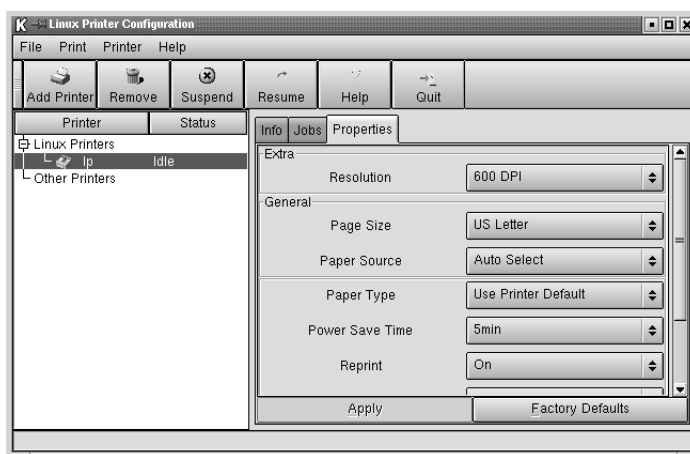 Linux Printer Configuration
File Print Printer Help
Add Printer Remove Suspend Resume Help Quit
Printer Status
Linux Printers
lp Idle
Other Printers
Info Jobs Properties
Extra
Resolution 600 DPI
General
Page Size US Letter
Paper Source Auto Select
Paper Type Use Printer Default
Power Save Time 5min
Reprint On
Apply Factory Defaults